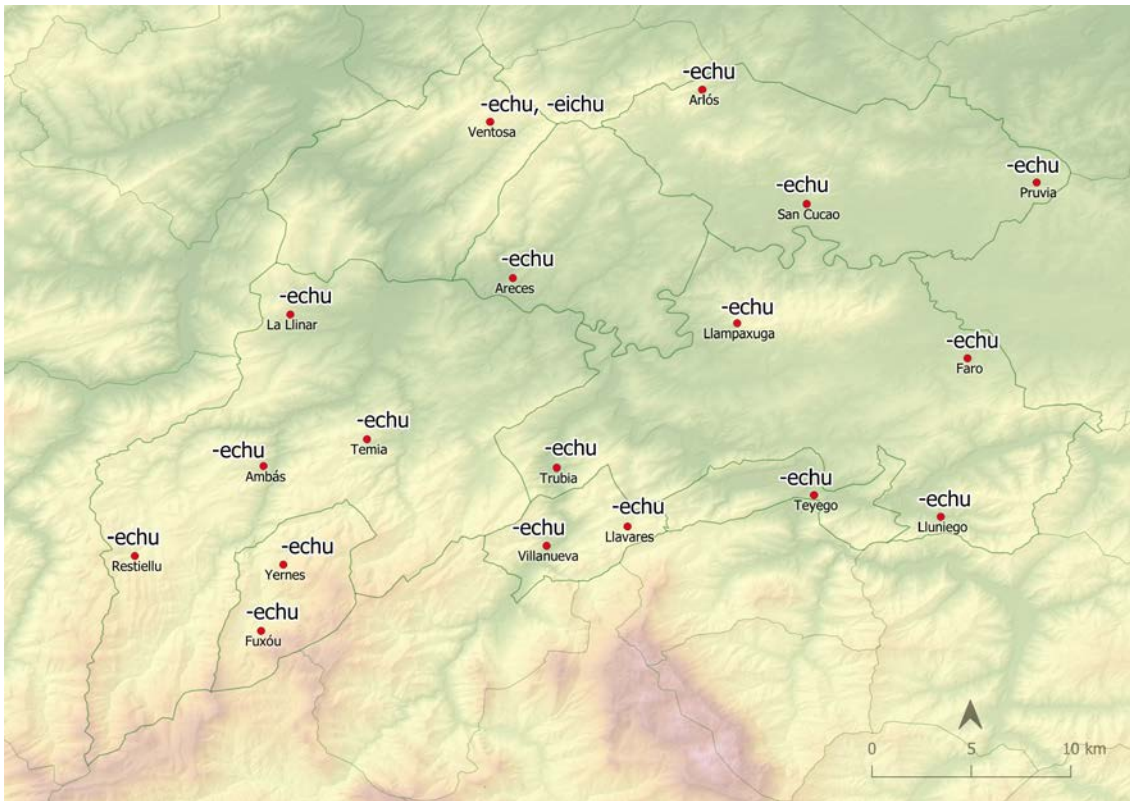 -echu
Arlós
-echu, -eichu
Ventosa
-echu
Pruvia
-echu
San Cucao
-echu
Areces
-echu
La Llinar
-echu
Llampaxuga
-echu
Faro
-echu
Temia
-echu
Ambás
-echu
Trubia
-echu
Teyego
-echu
Lluniego
-echu
Llavares
-echu
Villanueva
-echu
Restiellu
-echu
Yernes
-echu
Fuxóu
0 5 10 km